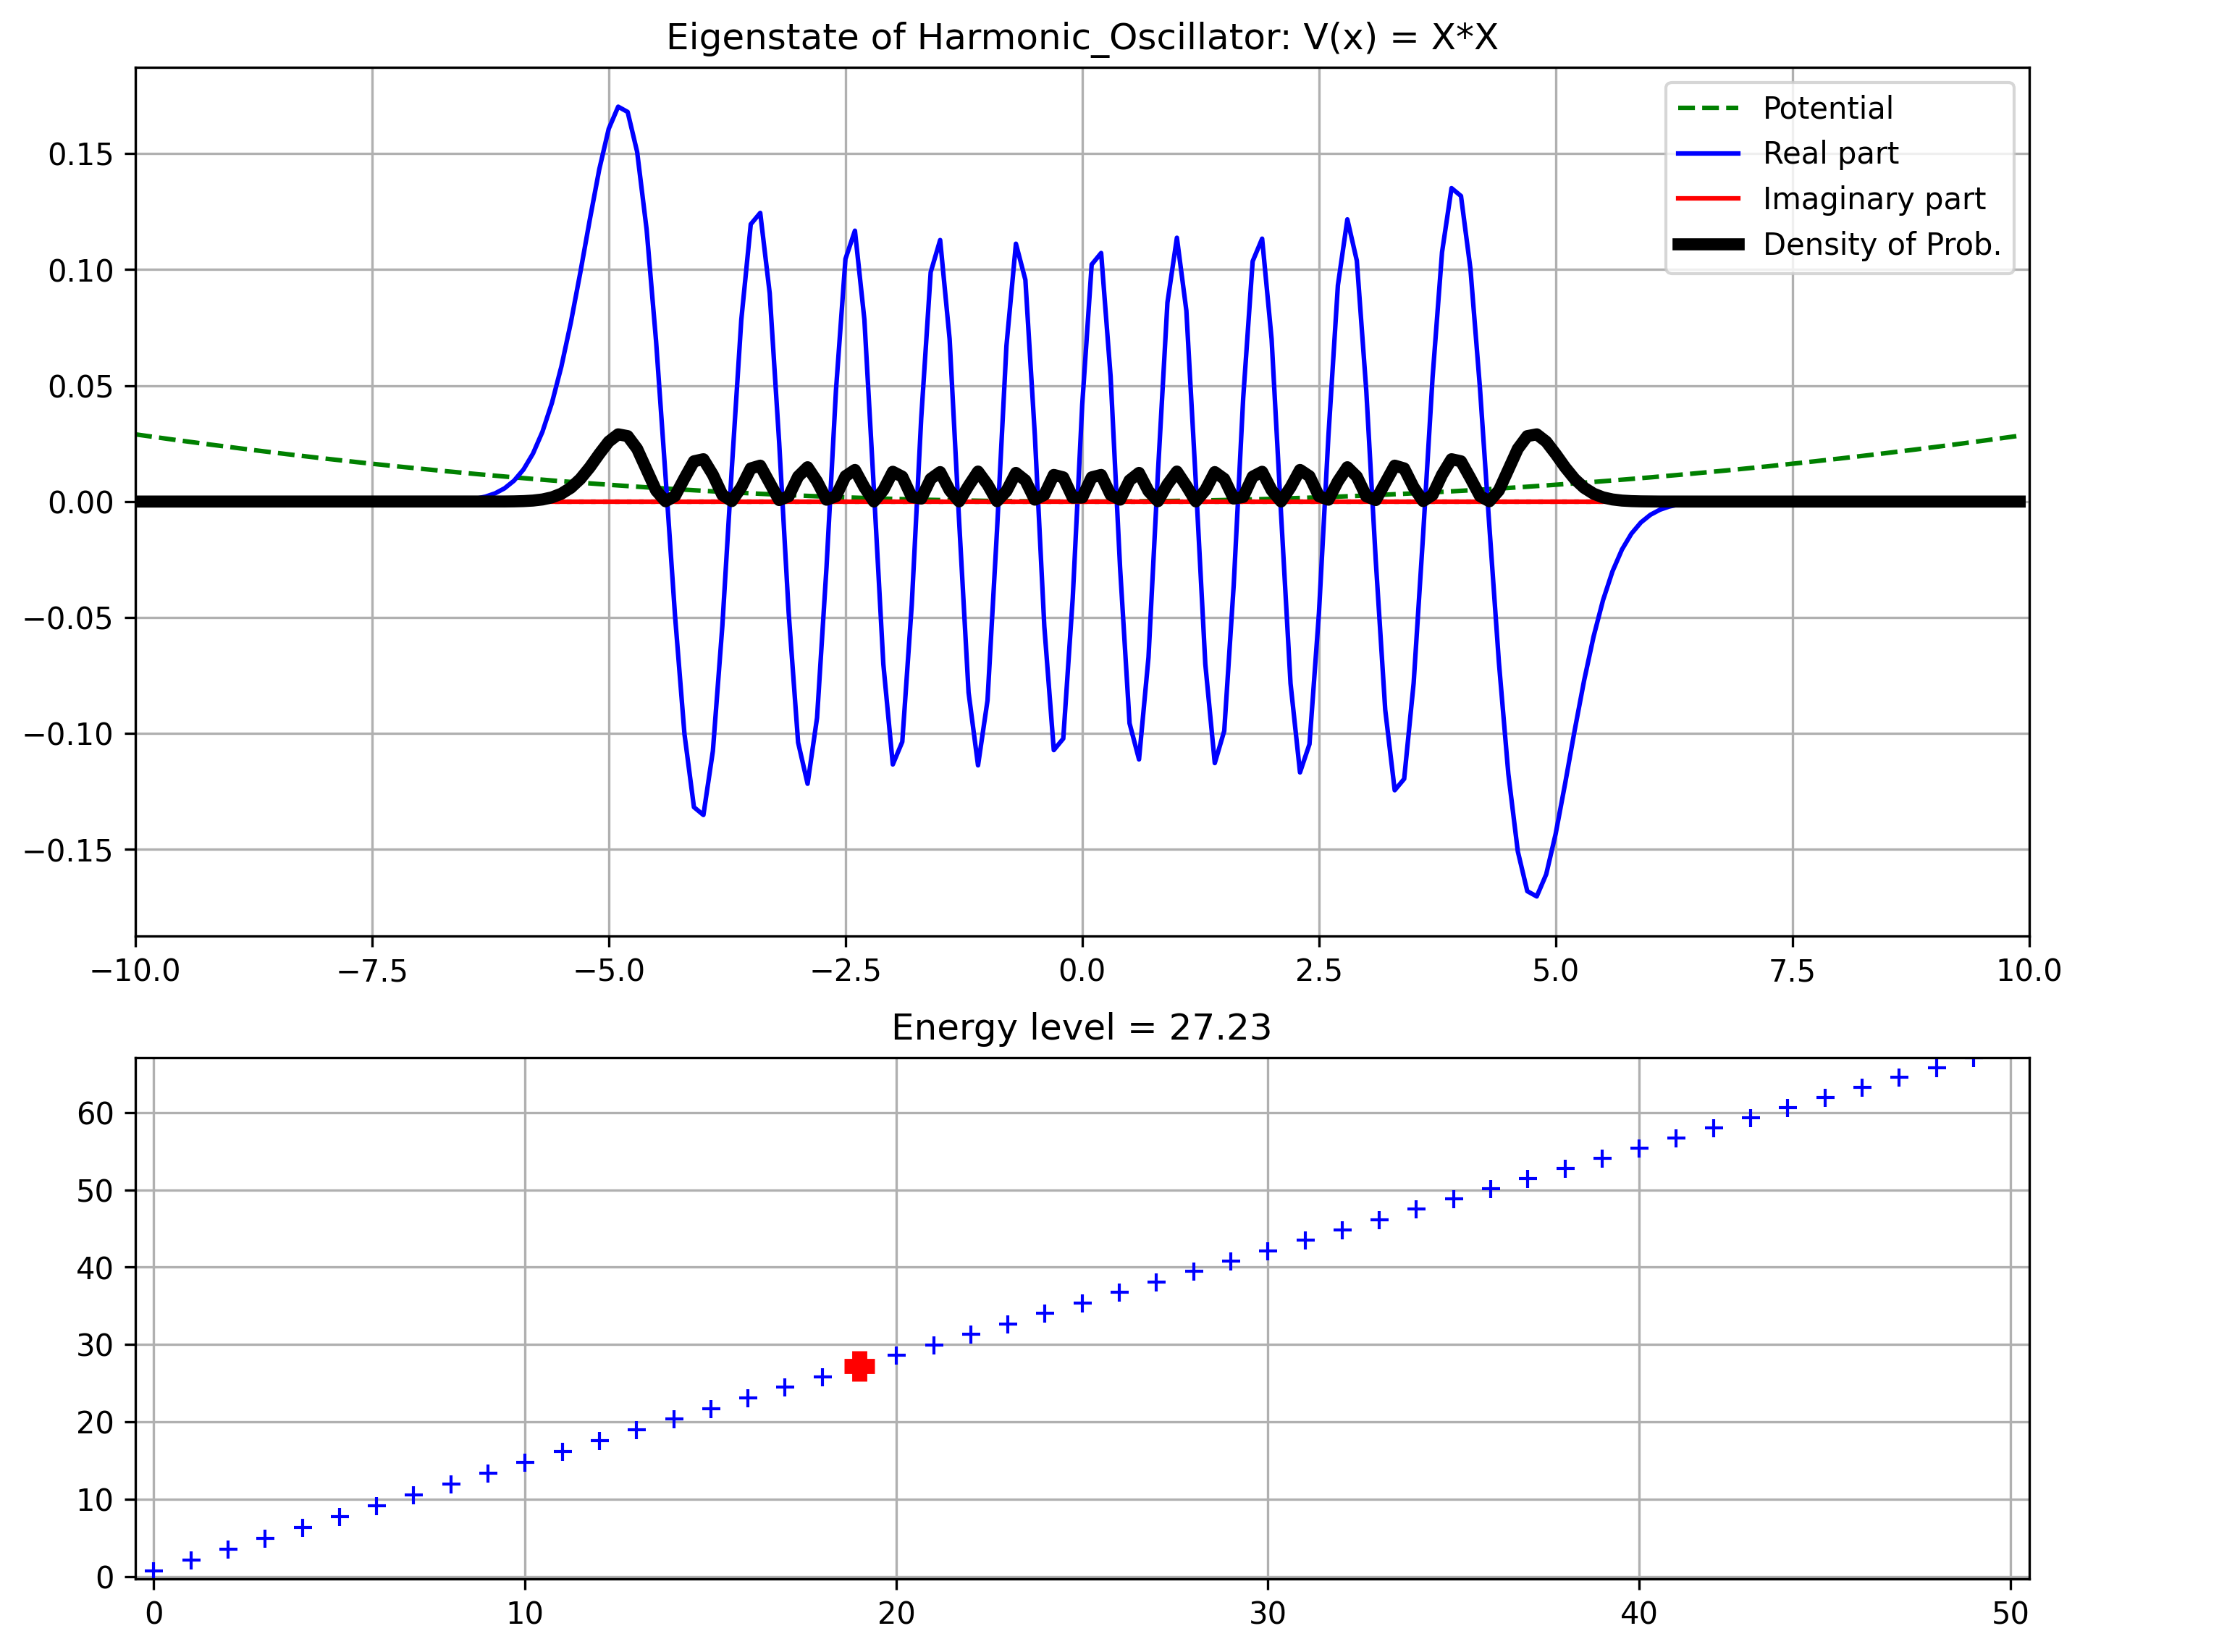 Eigenstate of Harmonic_Oscillator: V(x) = X*X
Potential
Real part
Imaginary part
Density of Prob.
0.15
0.10
0.05
0.00
−0.05
−0.10
−0.15
−10.0 −7.5 −5.0 −2.5 0.0 2.5 5.0 7.5 10.0
Energy level = 27.23
60
50
40
30
20
10
0
0 10 20 30 40 50